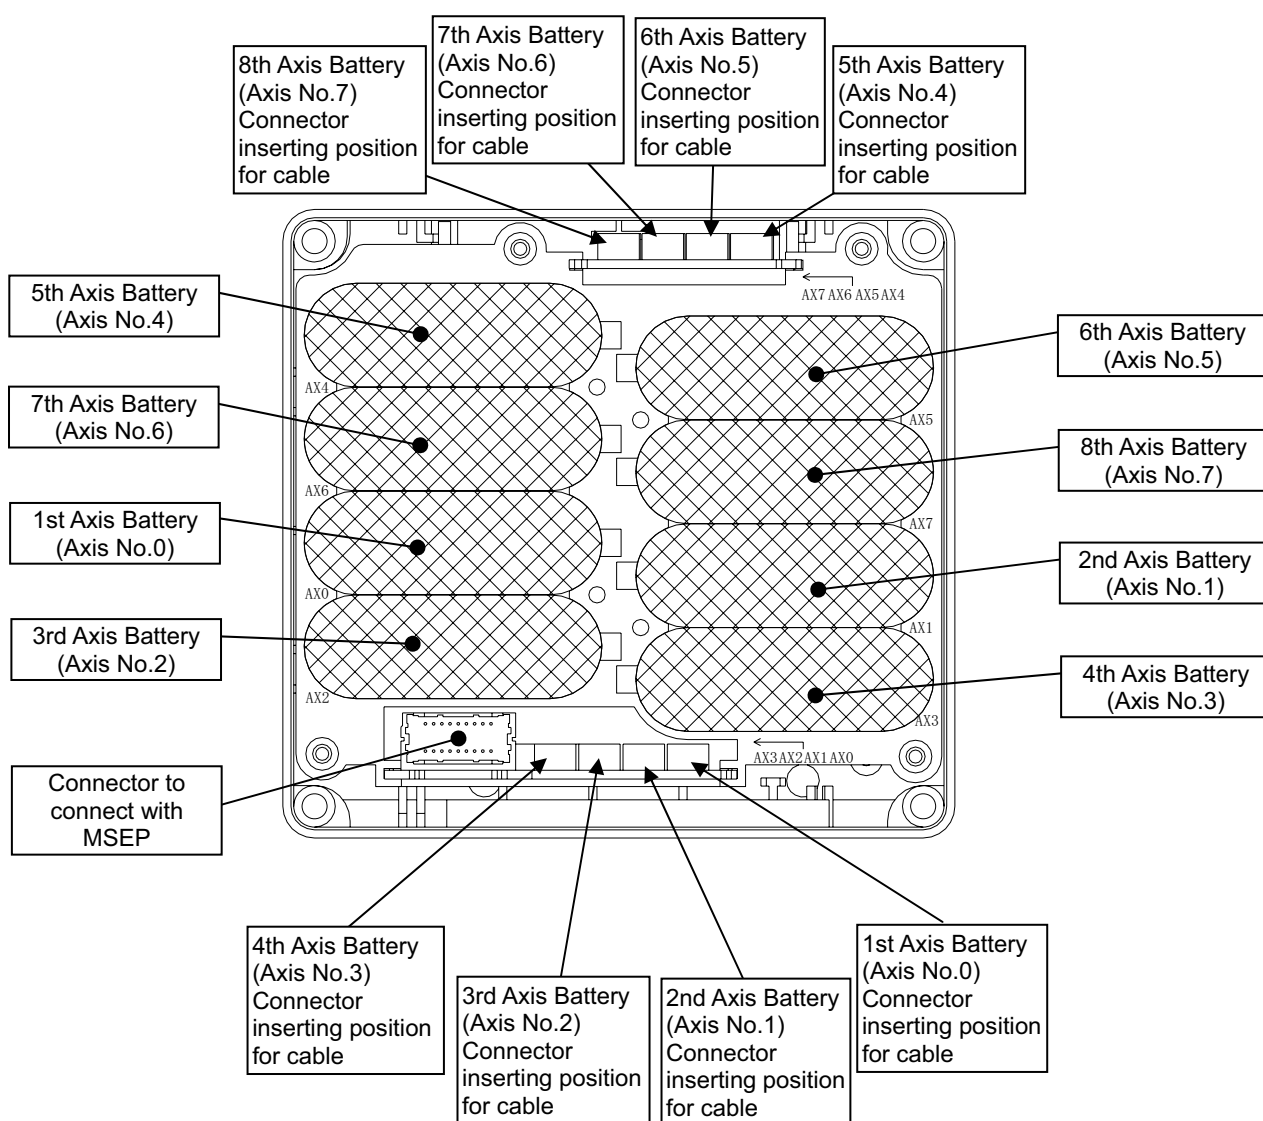 8th Axis Battery
(Axis No.7)
Connector
inserting position
for cable
7th Axis Battery
(Axis No.6)
Connector
inserting position
for cable
6th Axis Battery
(Axis No.5)
Connector
inserting position
for cable
5th Axis Battery
(Axis No.4)
Connector
inserting position
for cable
AX7 AX6 AX5 AX4
5th Axis Battery
(Axis No.4)
AX4
6th Axis Battery
(Axis No.5)
AX5
7th Axis Battery
(Axis No.6)
AX6
8th Axis Battery
(Axis No.7)
AX7
1st Axis Battery
(Axis No.0)
AX0
2nd Axis Battery
(Axis No.1)
AX1
3rd Axis Battery
(Axis No.2)
AX2
4th Axis Battery
(Axis No.3)
AX3
AX3 AX2 AX1 AX0
Connector to
connect with
MSEP
4th Axis Battery
(Axis No.3)
Connector
inserting position
for cable
3rd Axis Battery
(Axis No.2)
Connector
inserting position
for cable
2nd Axis Battery
(Axis No.1)
Connector
inserting position
for cable
1st Axis Battery
(Axis No.0)
Connector
inserting position
for cable